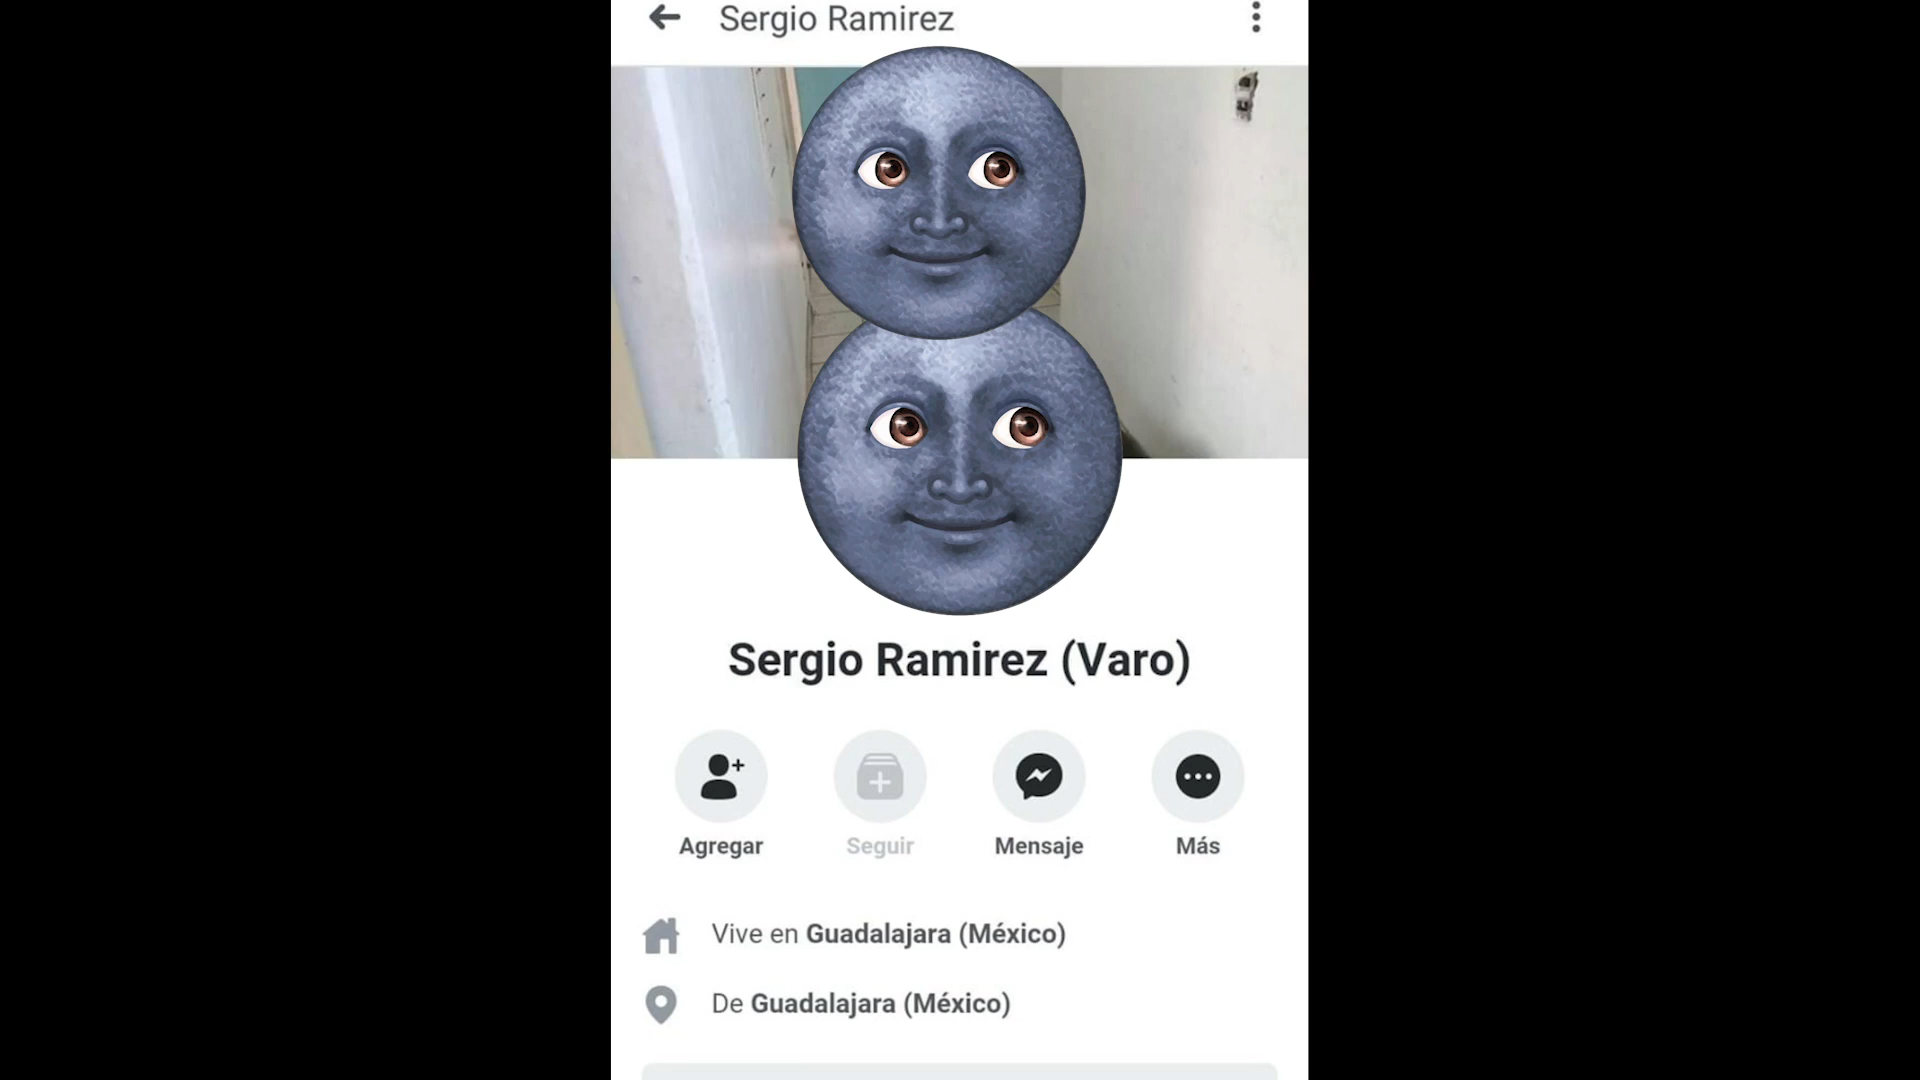 Sergio Ramirez
Sergio Ramirez (Varo)
Agregar
Seguir
Mensaje
Más
Vive en Guadalajara (México)
De Guadalajara (México)